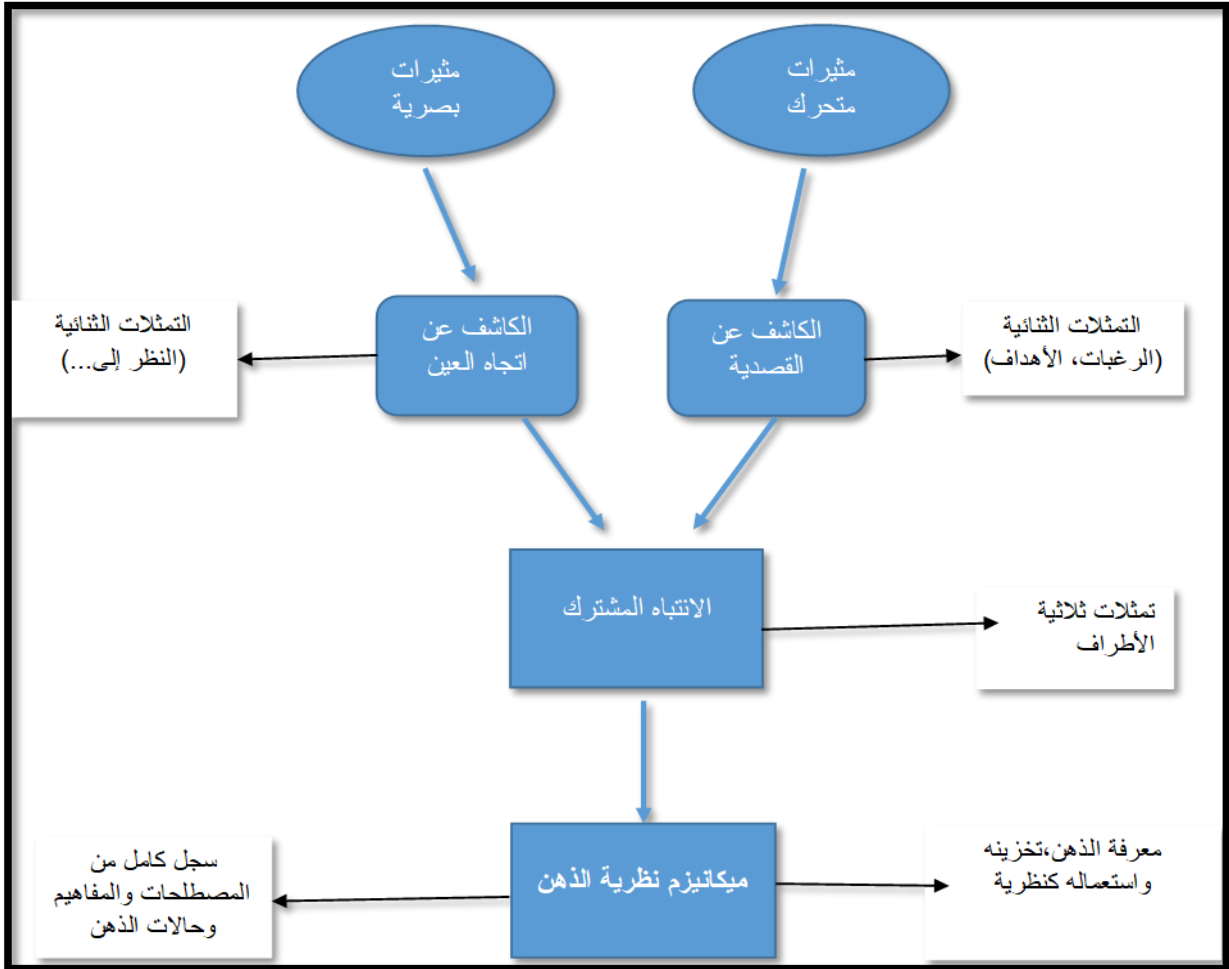 مثيرات
متحرك
مثيرات
بصرية
التمثلات الثنائية
(الرغبات، الأهداف)
الكاشف عن
القصدية
الكاشف عن
اتجاه العين
التمثلات الثنائية
(النظر إلى...)
الانتباه المشترك
تمثلات ثلاثية
الأطراف
معرفة الذهن،تخزينه
واستعماله كنظرية
ميكانيزم نظرية الذهن
سجل كامل من
المصطلحات والمفاهيم
وحالات الذهن